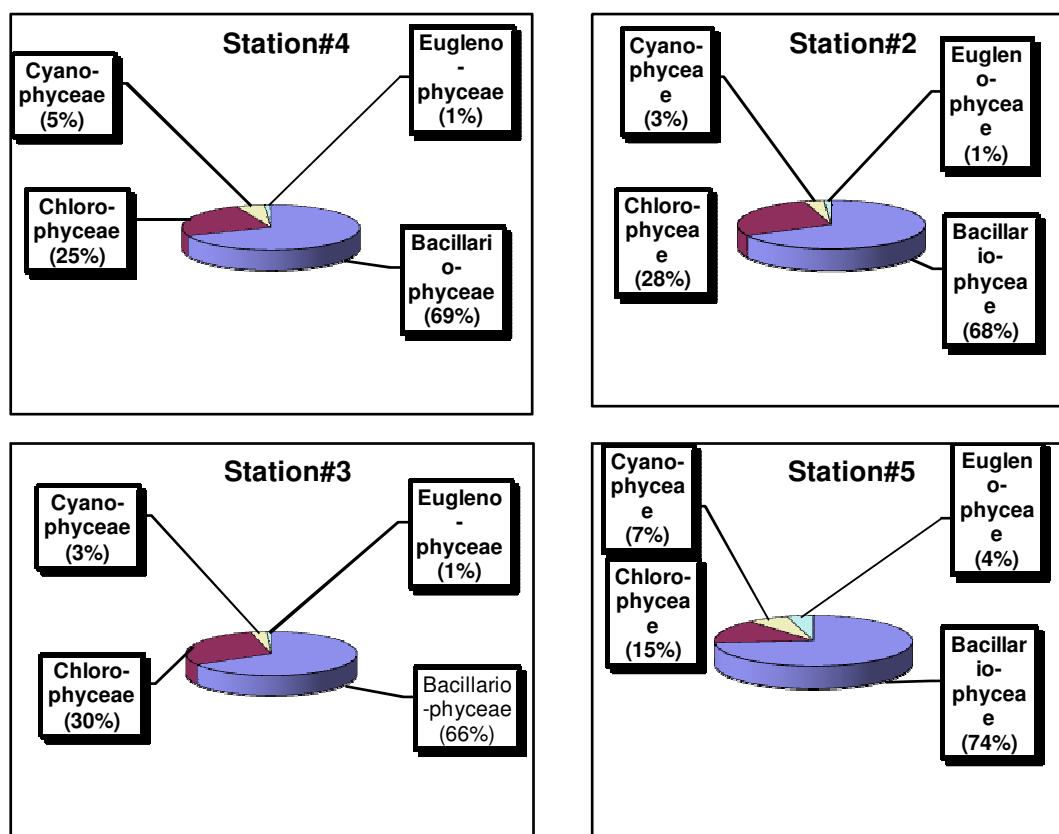 Station#4
Cyano-
phyceae
(5%)
Eugleno
-
phyceae
(1%)
Chloro-
phyceae
(25%)
Bacillari
o-
phyceae
(69%)
Station#2
Cyano-
phycea
e
(3%)
Euglen
o-
phycea
e
(1%)
Chloro-
phycea
e
(28%)
Bacillar
io-
phycea
e
(68%)
Station#3
Cyano-
phyceae
(3%)
Eugleno
-
phyceae
(1%)
Chloro-
phyceae
(30%)
Bacillario
-phyceae
(66%)
Station#5
Cyano-
phycea
e
(7%)
Euglen
o-
phycea
e
(4%)
Chloro-
phycea
e
(15%)
Bacillar
io-
phycea
e
(74%)